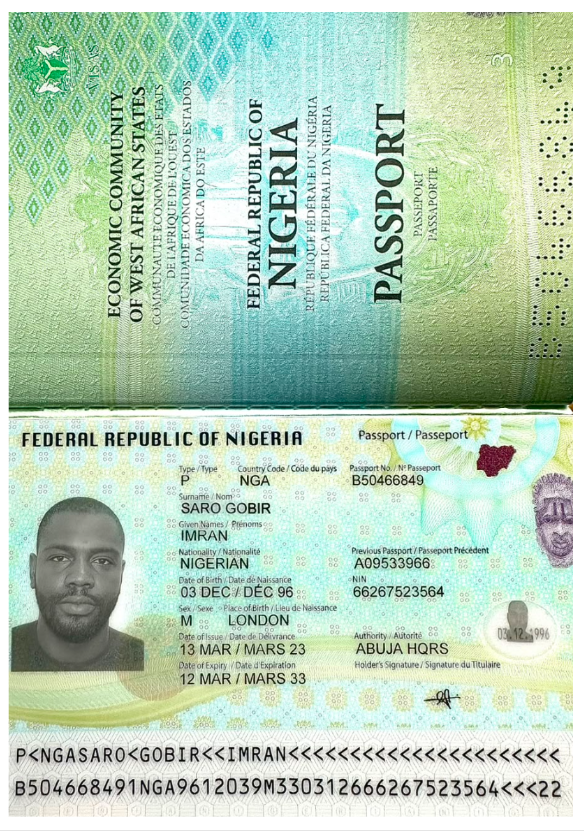 VISAS
3
ECONOMIC COMMUNITY
OF WEST AFRICAN STATES
COMMUNAUTE ECONOMIQUE DES ETATS
DE L'AFRIQUE DE L'OUEST
COMUNIDADE ECONOMICA DOS ESTADOS
DA AFRICA DO ESTE
FEDERAL REPUBLIC OF
NIGERIA
RÉPUBLIQUE FÉDÉRALE DU NIGÉRIA
REPÚBLICA FEDERAL DA NIGERIA
PASSPORT
PASSEPORT
PASSAPORTE
B50466849
FEDERAL REPUBLIC OF NIGERIA
Passport / Passeport
Type / Type Country Code / Code du pays Passport No. / N° Passeport
P NGA B50466849
Surname / Nom
SARO GOBIR
Given Names / Prénoms
IMRAN
Nationality / Nationalité Previous Passport / Passeport Précédent
NIGERIAN A09533966
Date of Birth / Date de Naissance NIN
03 DEC / DÉC 96 66267523564
Sex / Sexe Place of Birth / Lieu de Naissance
M LONDON 03.12.1996
Date of Issue / Date de Délivrance Authority / Autorité
13 MAR / MARS 23 ABUJA HQRS
Date of Expiry / Date d'Expiration Holder's Signature / Signature du Titulaire
12 MAR / MARS 33
P<NGASARO<GOBIR<<IMRAN<<<<<<<<<<<<<<<<<<<<<<
B504668491NGA9612039M330312666267523564<<<22